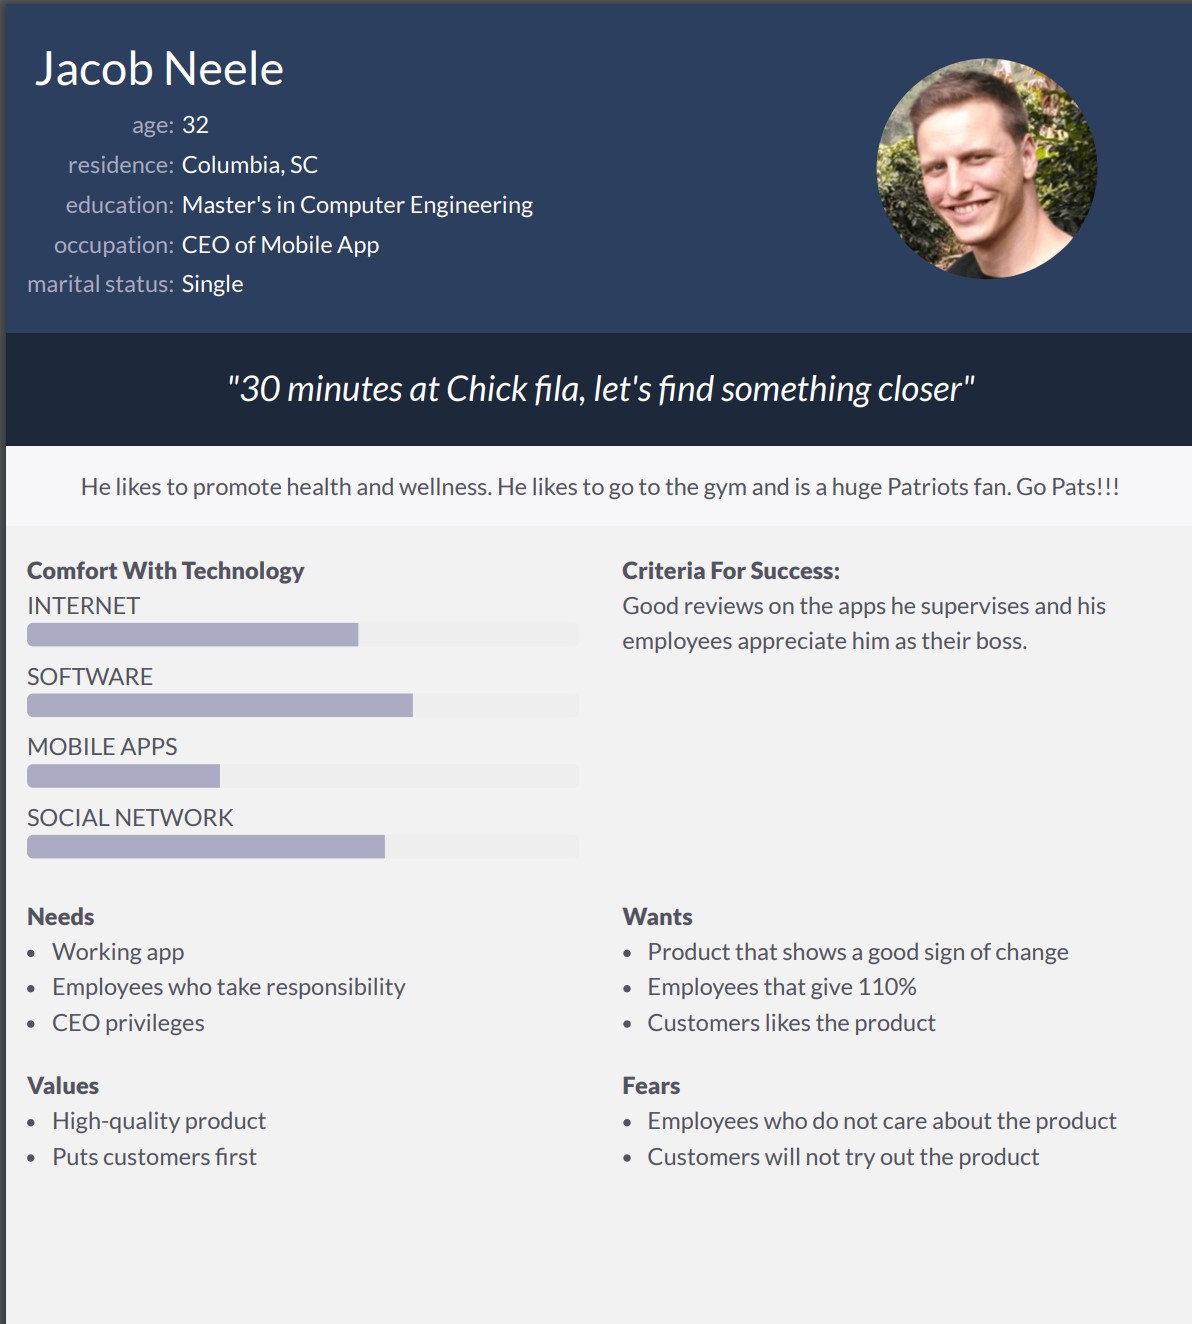 Jacob Neele
age: 32
residence: Columbia, SC
education: Master's in Computer Engineering
occupation: CEO of Mobile App
marital status: Single
"30 minutes at Chick fila, let's find something closer"
He likes to promote health and wellness. He likes to go to the gym and is a huge Patriots fan. Go Pats!!!
Comfort With Technology
INTERNET
SOFTWARE
MOBILE APPS
SOCIAL NETWORK
Criteria For Success:
Good reviews on the apps he supervises and his
employees appreciate him as their boss.
Needs
• Working app
• Employees who take responsibility
• CEO privileges
Wants
• Product that shows a good sign of change
• Employees that give 110%
• Customers likes the product
Values
• High-quality product
• Puts customers first
Fears
• Employees who do not care about the product
• Customers will not try out the product